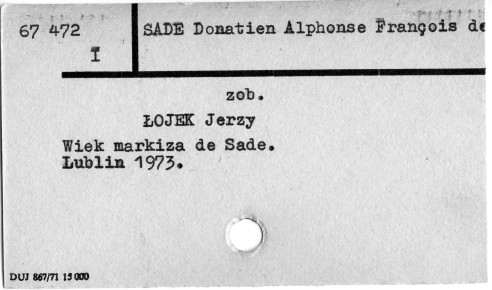 67 472 SADE Donatien Alphonse François de
I
zob.
ŁOJEK Jerzy
Wiek markiza de Sade.
Lublin 1973.
DUJ 867/71 15 000